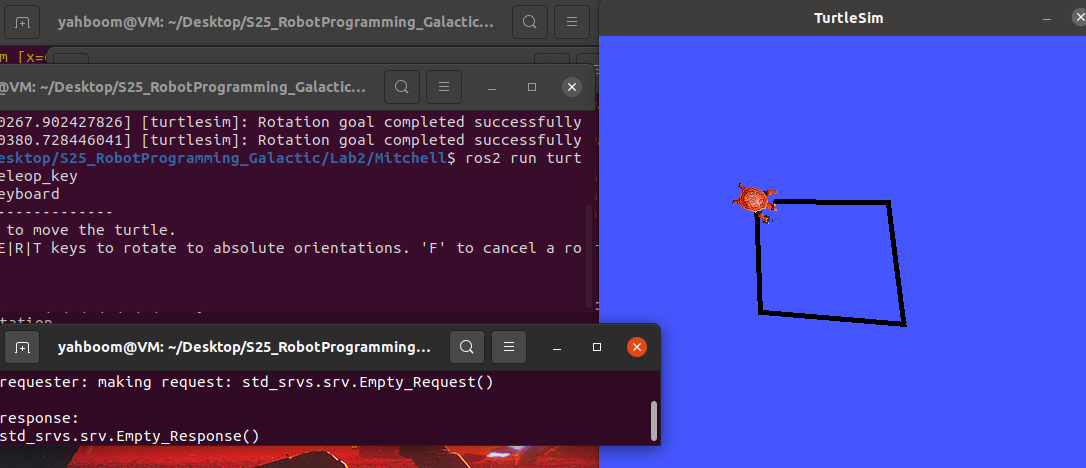 yahboom@VM: ~/Desktop/S25_RobotProgramming_Galactic...
TurtleSim
m [x=
@VM: ~/Desktop/S25_RobotProgramming_Galactic...
0267.902427826] [turtlesim]: Rotation goal completed successfully
0380.728446041] [turtlesim]: Rotation goal completed successfully
esktop/S25_RobotProgramming_Galactic/Lab2/Mitchell$ ros2 run turt
eleop_key
eyboard
-------------
to move the turtle.
E|R|T keys to rotate to absolute orientations. 'F' to cancel a ro
tation
yahboom@VM: ~/Desktop/S25_RobotProgramming...
requester: making request: std_srvs.srv.Empty_Request()
response:
std_srvs.srv.Empty_Response()